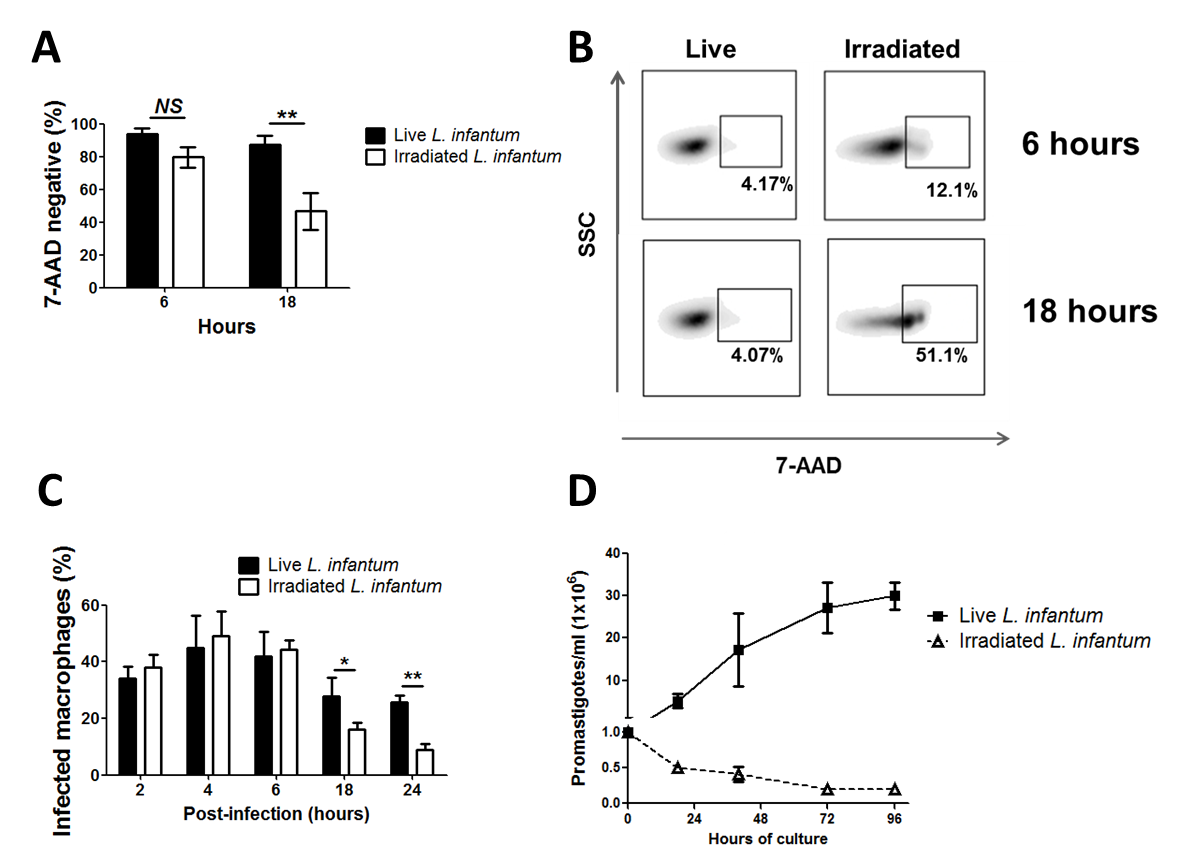 A
7-AAD negative (%)
100
80
60
40
20
0
NS
**
Live L. infantum
Irradiated L. infantum
6
18
Hours
B
Live
Irradiated
4.17%
12.1%
6 hours
4.07%
51.1%
18 hours
SSC
7-AAD
C
Infected macrophages (%)
Live L. infantum
Irradiated L. infantum
60
40
20
0
*
**
2
4
6
18
24
Post-infection (hours)
D
Promastigotes/ml (1x10⁶)
40
30
20
10
1.0
0.5
0.0
Live L. infantum
Irradiated L. infantum
0
24
48
72
96
Hours of culture